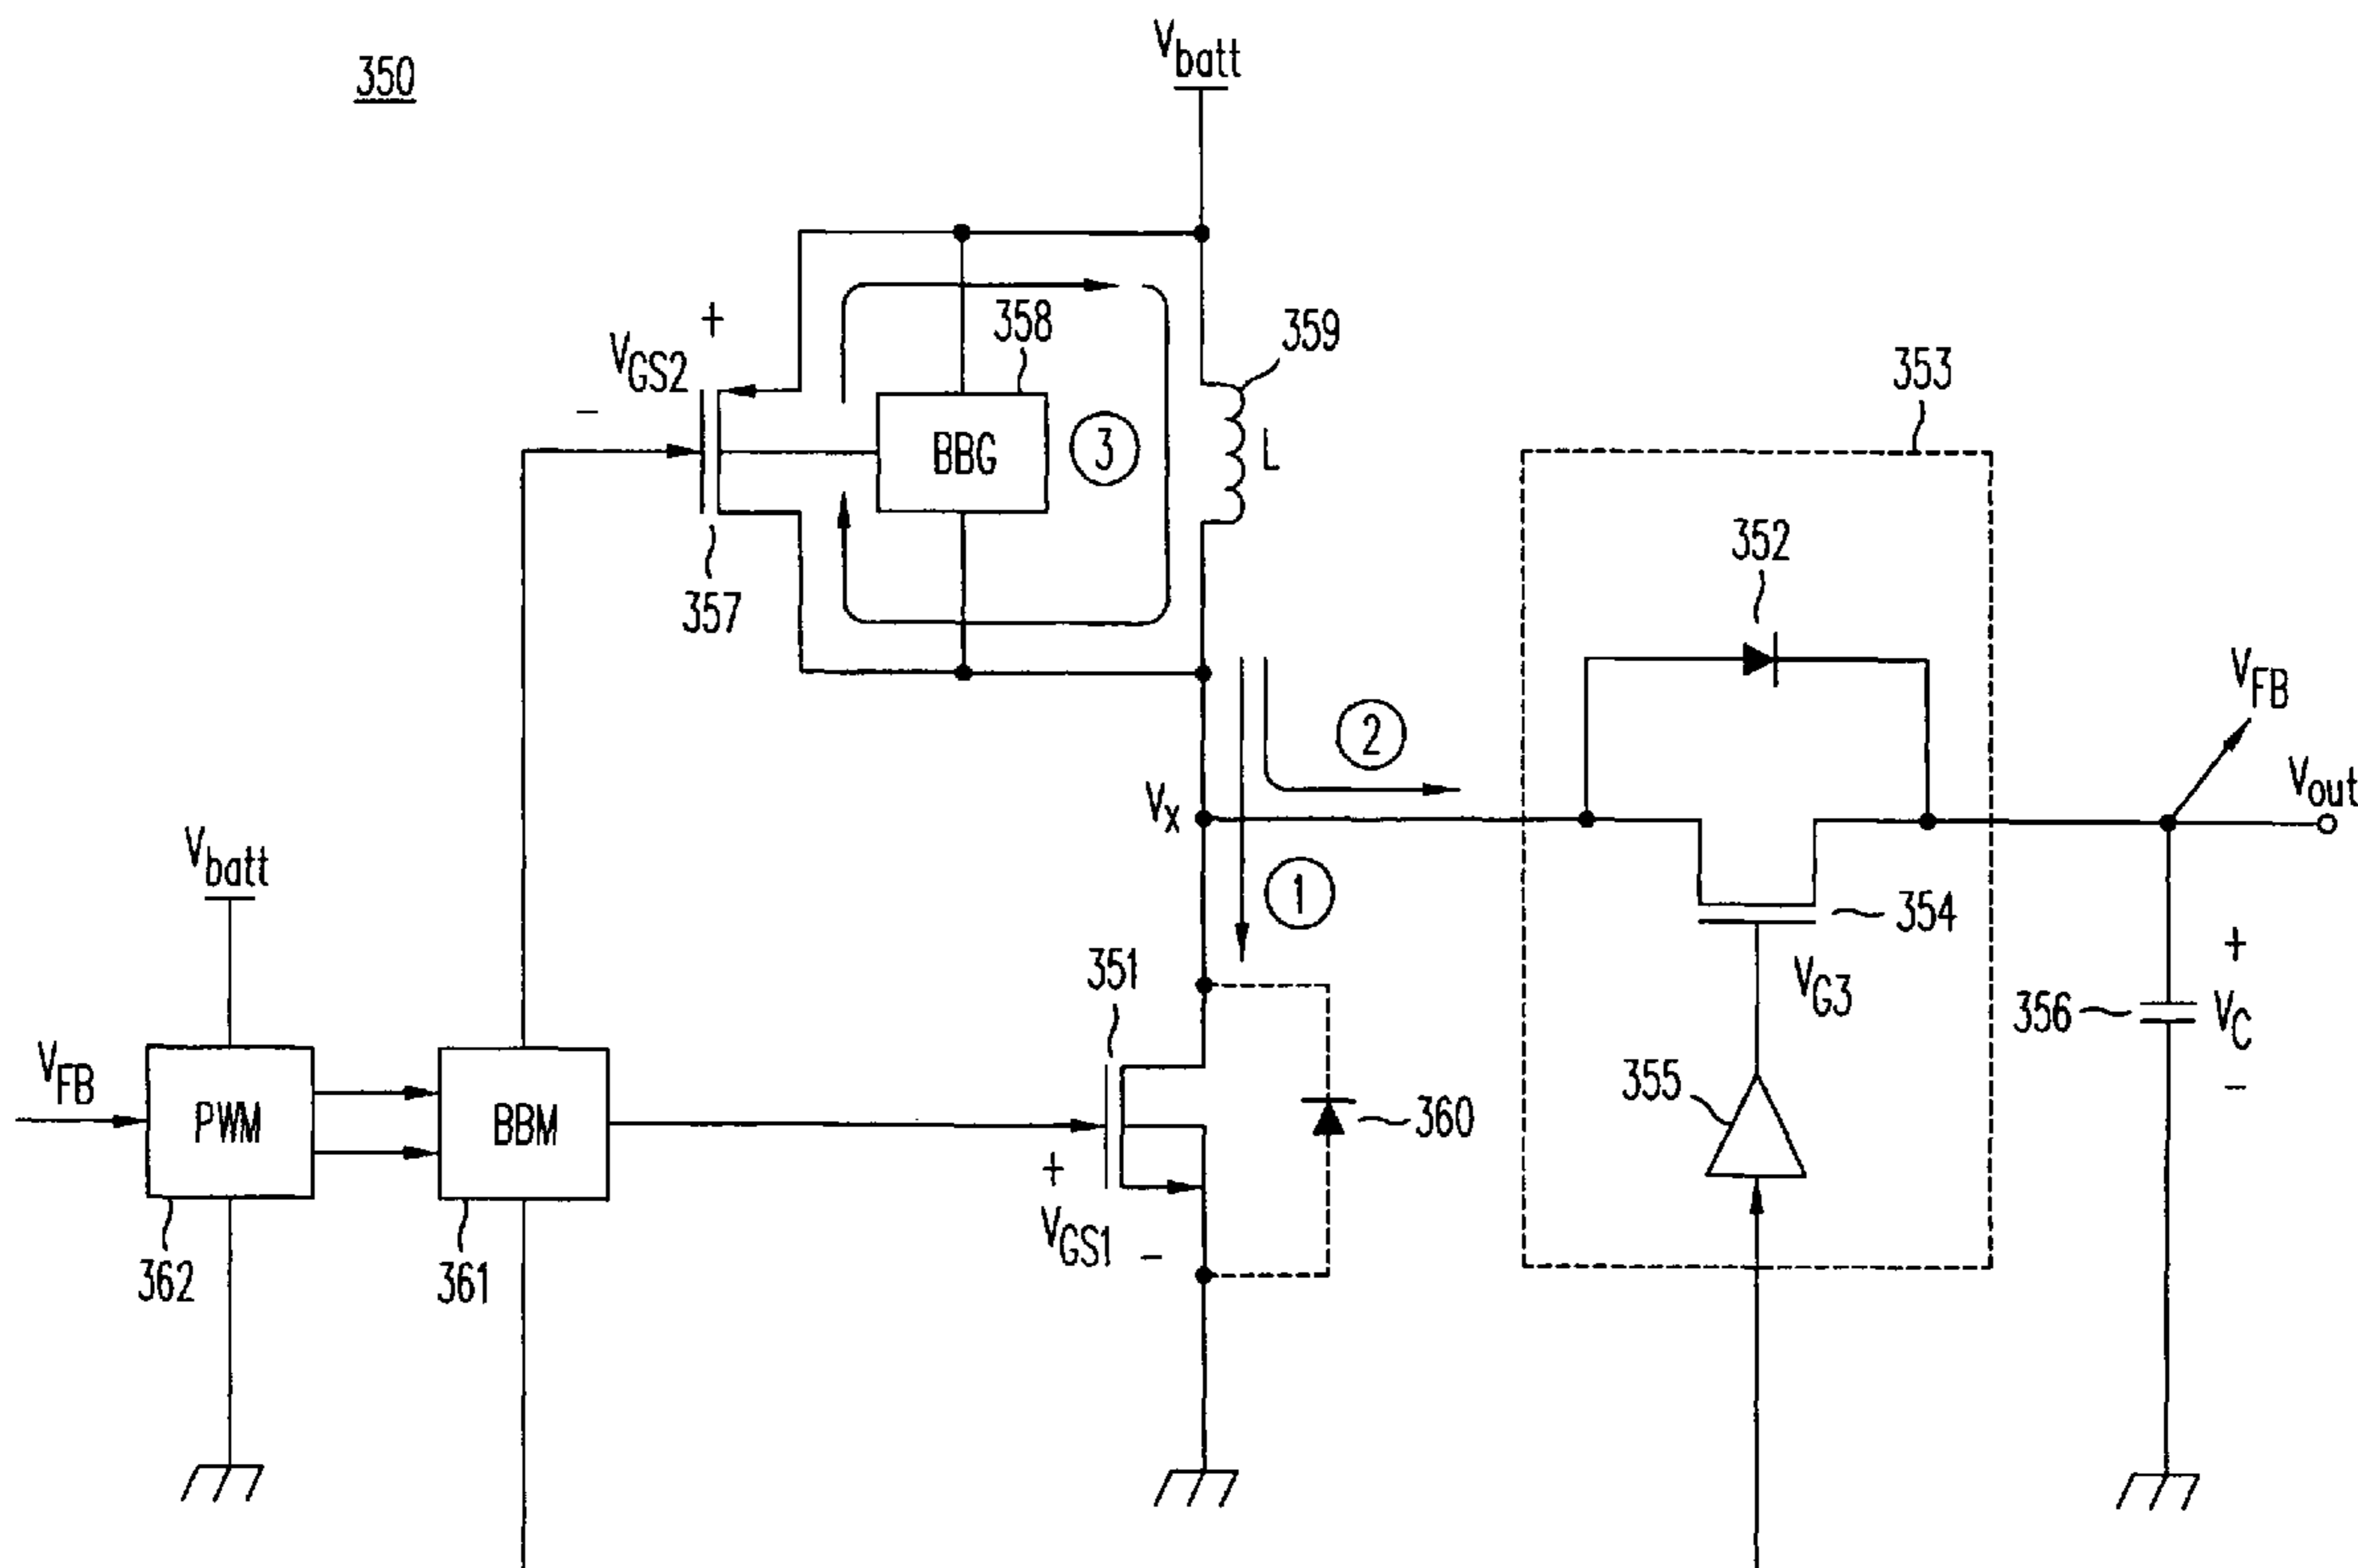 350
Vbatt
+
VGS2
−
358
359
BBG
3
L
357
353
352
2
VFB
Vout
Vx
1
354
Vbatt
351
VG3
+
356
VC
−
355
VFB
PWM
BBM
360
+
VGS1
−
362
361